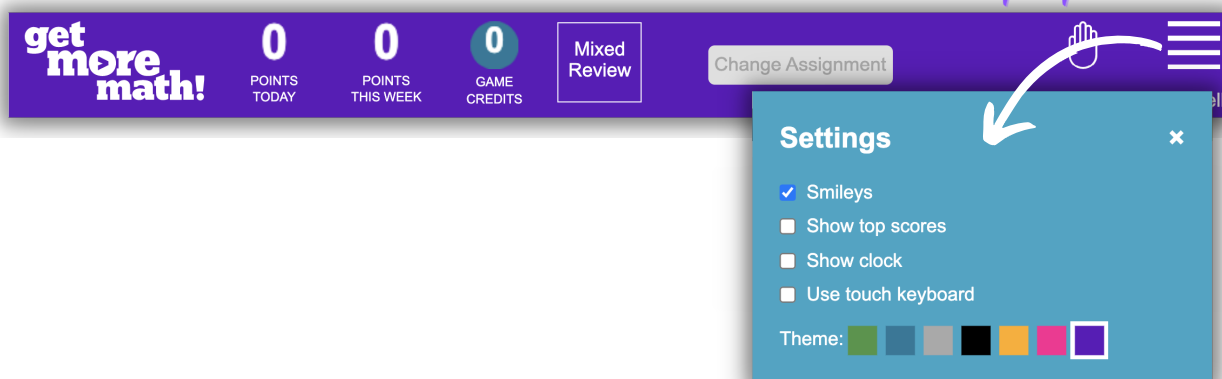 get
more
math!
0
POINTS
TODAY
0
POINTS
THIS WEEK
0
GAME
CREDITS
Mixed
Review
Change Assignment
Settings
×
Smileys
Show top scores
Show clock
Use touch keyboard
Theme: